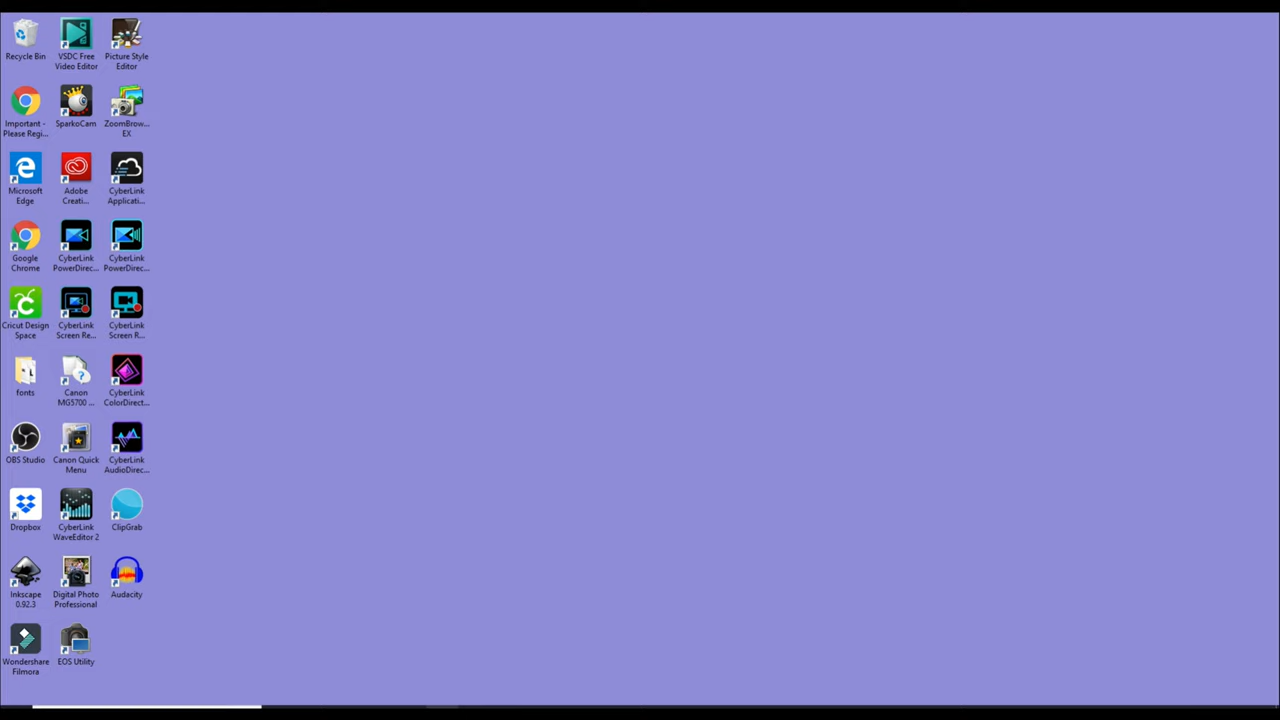 Recycle Bin
VSDC Free
Video Editor
Picture Style
Editor
Important -
Please Regi...
SparkoCam
ZoomBrow...
EX
Microsoft
Edge
Adobe
Creati...
CyberLink
Applicati...
Google
Chrome
CyberLink
PowerDirec...
CyberLink
PowerDirec...
Cricut Design
Space
CyberLink
Screen Re...
CyberLink
Screen R...
fonts
Canon
MG5700 ...
CyberLink
ColorDirect...
OBS Studio
Canon Quick
Menu
CyberLink
AudioDirec...
Dropbox
CyberLink
WaveEditor 2
ClipGrab
Inkscape
0.92.3
Digital Photo
Professional
Audacity
Wondershare
Filmora
EOS Utility